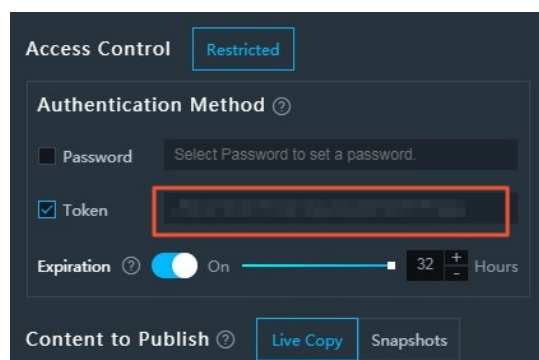 Access Control Restricted
Authentication Method ?
Password Select Password to set a password.
Token
Expiration ? On 32 + - Hours
Content to Publish ? Live Copy Snapshots